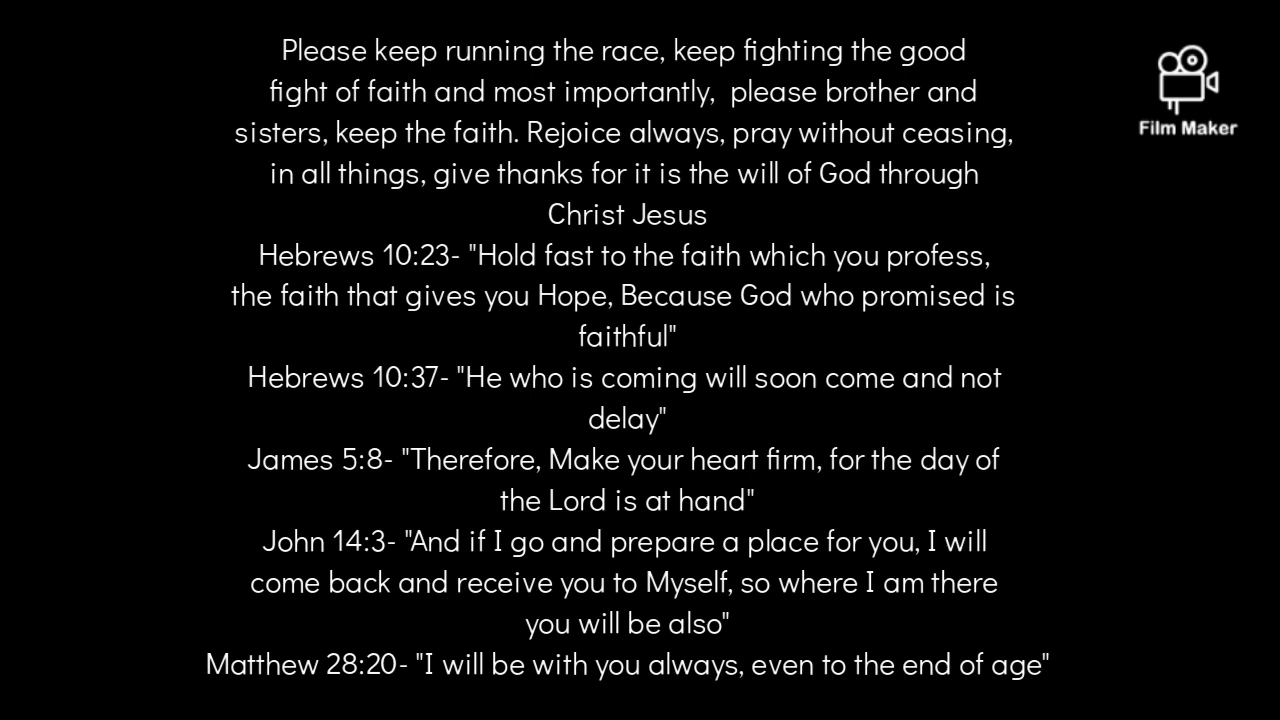 Please keep running the race, keep fighting the good
fight of faith and most importantly,  please brother and
sisters, keep the faith. Rejoice always, pray without ceasing,
in all things, give thanks for it is the will of God through
Christ Jesus
Hebrews 10:23- "Hold fast to the faith which you profess,
the faith that gives you Hope, Because God who promised is
faithful"
Hebrews 10:37- "He who is coming will soon come and not
delay"
James 5:8- "Therefore, Make your heart firm, for the day of
the Lord is at hand"
John 14:3- "And if I go and prepare a place for you, I will
come back and receive you to Myself, so where I am there
you will be also"
Matthew 28:20- "I will be with you always, even to the end of age"
Film Maker